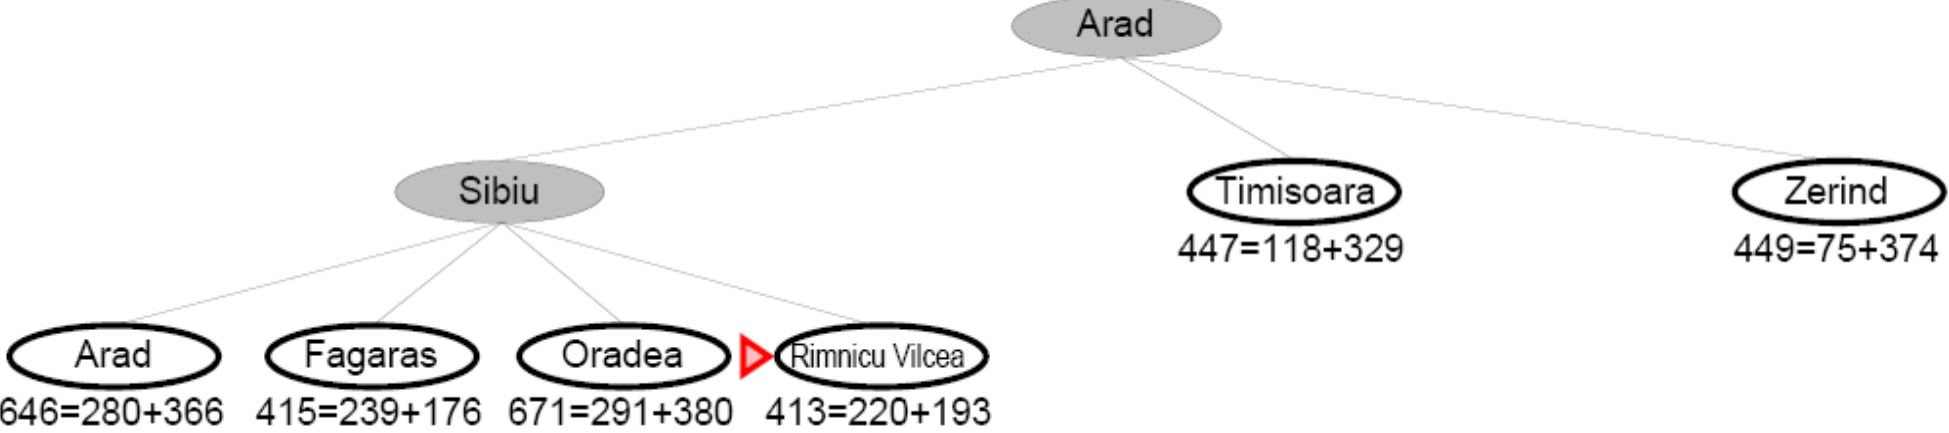 Arad
Sibiu
Timisoara
Zerind
447=118+329
449=75+374
Arad
Fagaras
Oradea
Rimnicu Vilcea
646=280+366
415=239+176
671=291+380
413=220+193